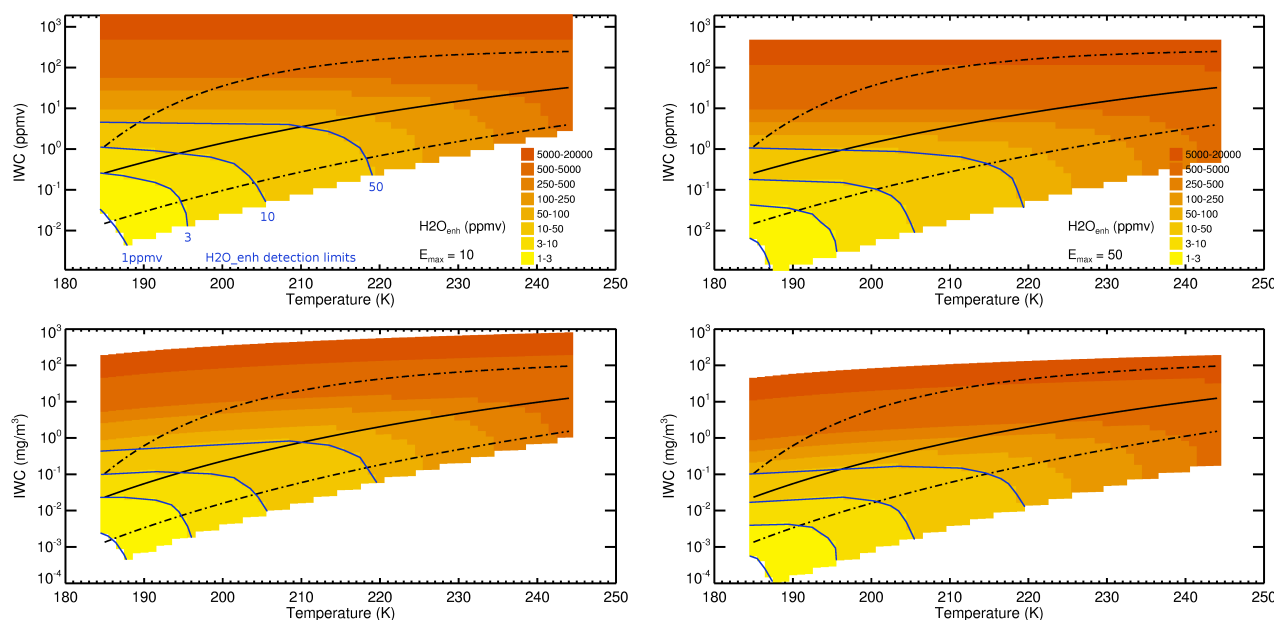 10³
10²
10¹
10⁰
10⁻¹
10⁻²
IWC (ppmv)
180 190 200 210 220 230 240 250
Temperature (K)
50
10
3
1ppmv
H2O_enh detection limits
5000-20000
500-5000
250-500
100-250
50-100
10-50
3-10
1-3
H2Oenh (ppmv)
Emax = 10
10³
10²
10¹
10⁰
10⁻¹
10⁻²
IWC (ppmv)
180 190 200 210 220 230 240 250
Temperature (K)
5000-20000
500-5000
250-500
100-250
50-100
10-50
3-10
1-3
H2Oenh (ppmv)
Emax = 50
10³
10²
10¹
10⁰
10⁻¹
10⁻²
10⁻³
10⁻⁴
IWC (mg/m³)
180 190 200 210 220 230 240 250
Temperature (K)
10³
10²
10¹
10⁰
10⁻¹
10⁻²
10⁻³
10⁻⁴
IWC (mg/m³)
180 190 200 210 220 230 240 250
Temperature (K)